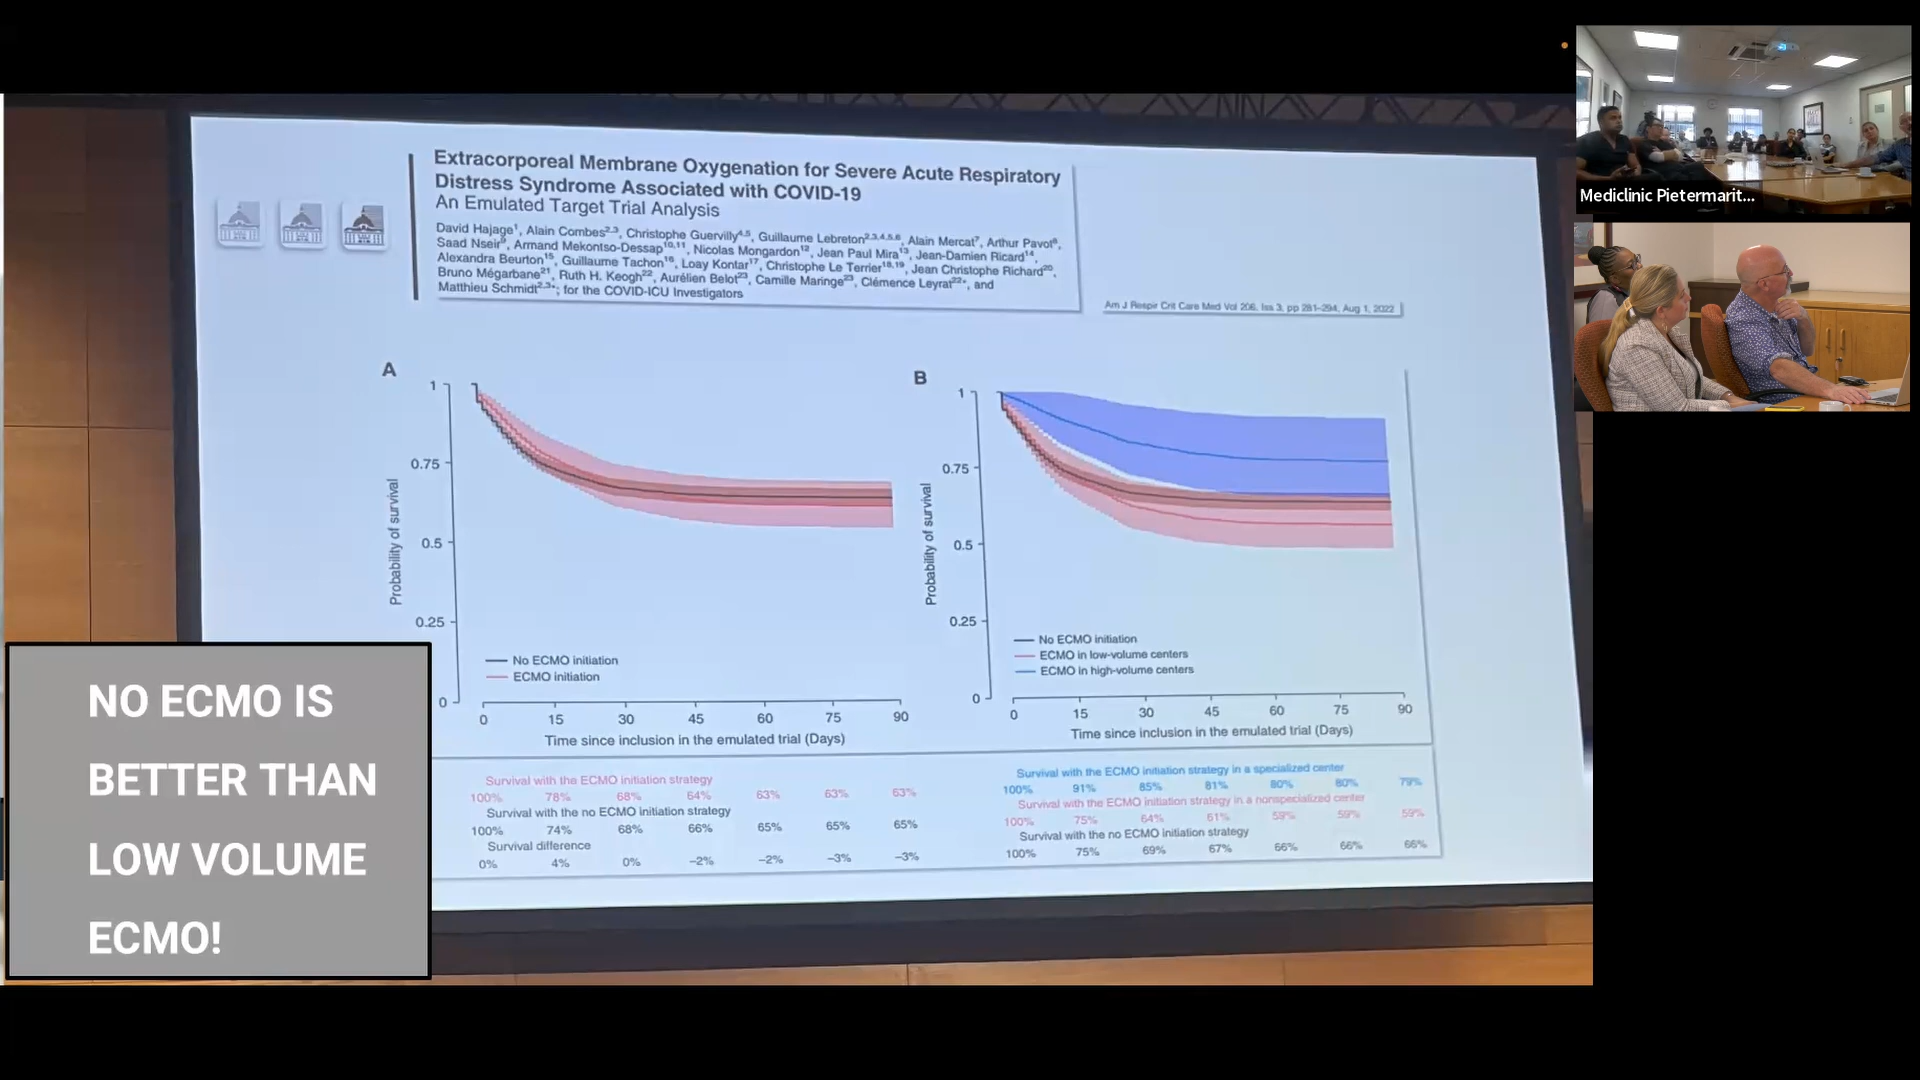 Extracorporeal Membrane Oxygenation for Severe Acute Respiratory
Distress Syndrome Associated with COVID-19
An Emulated Target Trial Analysis
David Hajage¹, Alain Combes²,³, Christophe Guervilly⁴,⁵, Guillaume Lebreton²,³,⁴,⁵,⁶, Alain Mercat⁷, Arthur Pavot⁸,
Saad Nseir⁹, Armand Mekontso-Dessap¹⁰,¹¹, Nicolas Mongardon¹², Jean Paul Mira¹³, Jean-Damien Ricard¹⁴,
Alexandra Beurton¹⁵, Guillaume Tachon¹⁶, Loay Kontar¹⁷, Christophe Le Terrier¹⁸,¹⁹, Jean Christophe Richard²⁰,
Bruno Mégarbane²¹, Ruth H. Keogh²², Aurélien Belot²³, Camille Maringe²³, Clémence Leyrat²²*, and
Matthieu Schmidt²,³*; for the COVID-ICU Investigators
Am J Respir Crit Care Med Vol 206, Iss 3, pp 281–294, Aug 1, 2022
A
1
0.75
0.5
0.25
0
Probability of survival
No ECMO initiation
ECMO initiation
0 15 30 45 60 75 90
Time since inclusion in the emulated trial (Days)
Survival with the ECMO initiation strategy
100% 78% 68% 64% 63% 63% 63%
Survival with the no ECMO initiation strategy
100% 74% 68% 66% 65% 65% 65%
Survival difference
0% 4% 0% –2% –2% –3% –3%
B
1
0.75
0.5
0.25
0
Probability of survival
No ECMO initiation
ECMO in low-volume centers
ECMO in high-volume centers
0 15 30 45 60 75 90
Time since inclusion in the emulated trial (Days)
Survival with the ECMO initiation strategy in a specialized center
100% 91% 85% 81% 80% 80% 79%
Survival with the ECMO initiation strategy in a nonspecialized center
100% 75% 64% 61% 59% 59% 59%
Survival with the no ECMO initiation strategy
100% 75% 69% 67% 66% 66% 66%
NO ECMO IS
BETTER THAN
LOW VOLUME
ECMO!
Mediclinic Pietermarit...